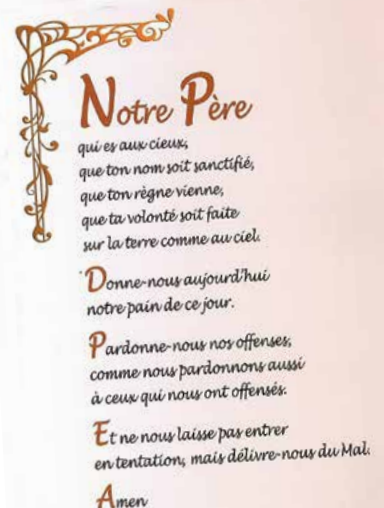 Notre Père
qui es aux cieux,
que ton nom soit sanctifié,
que ton règne vienne,
que ta volonté soit faite
sur la terre comme au ciel.
Donne-nous aujourd'hui
notre pain de ce jour.
Pardonne-nous nos offenses,
comme nous pardonnons aussi
à ceux qui nous ont offensés.
Et ne nous laisse pas entrer
en tentation, mais délivre-nous du Mal.
Amen